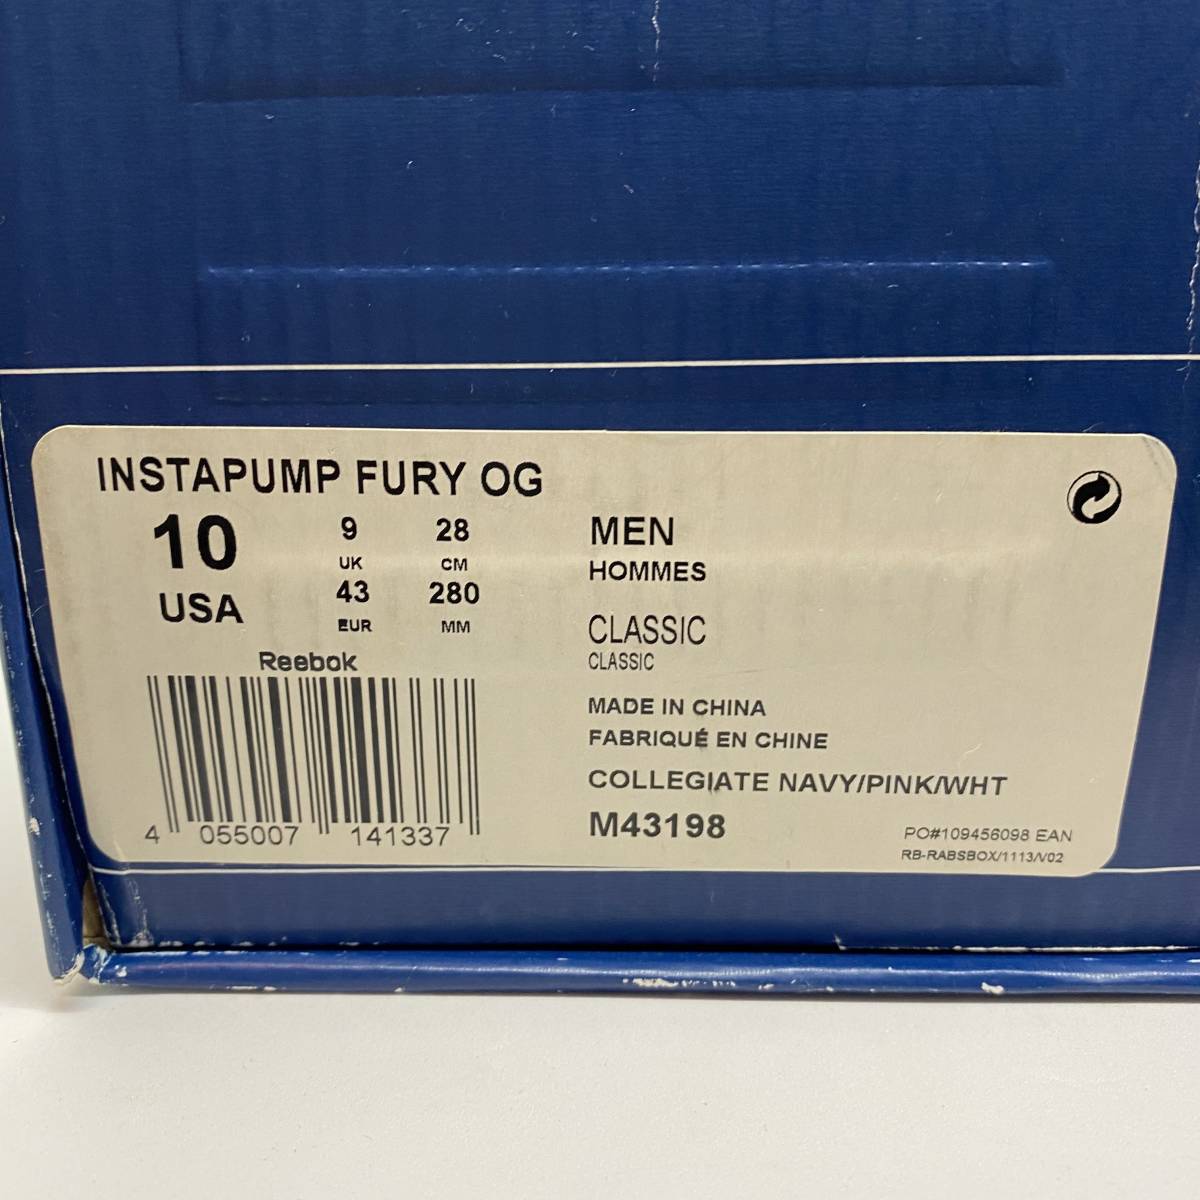 INSTAPUMP FURY OG
10 USA
9 UK
28 CM
43 EUR
280 MM
Reebok
4 055007 141337
MEN
HOMMES
CLASSIC
CLASSIC
MADE IN CHINA
FABRIQUÉ EN CHINE
COLLEGIATE NAVY/PINK/WHT
M43198
PO#109456098 EAN
RB-RABSBOX/1113/V02